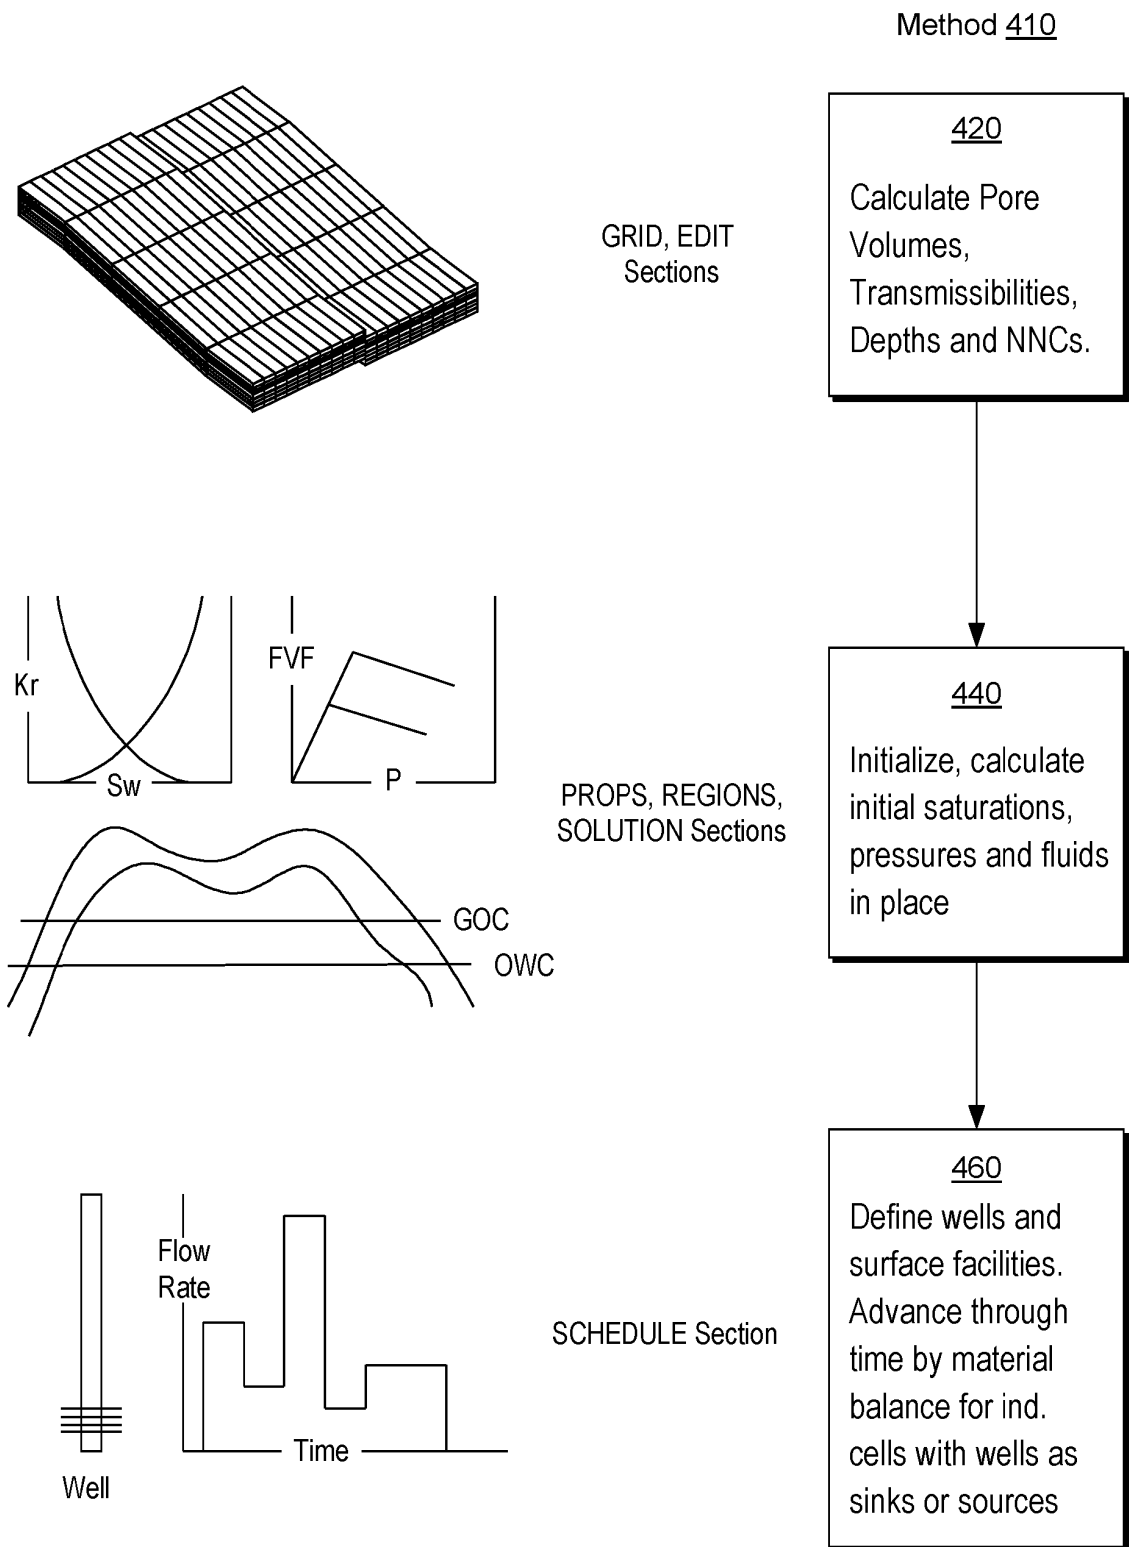 Method 410
420
Calculate Pore
Volumes,
Transmissibilities,
Depths and NNCs.
GRID, EDIT
Sections
Kr
Sw
FVF
P
GOC
OWC
PROPS, REGIONS,
SOLUTION Sections
440
Initialize, calculate
initial saturations,
pressures and fluids
in place
Well
Flow
Rate
Time
SCHEDULE Section
460
Define wells and
surface facilities.
Advance through
time by material
balance for ind.
cells with wells as
sinks or sources